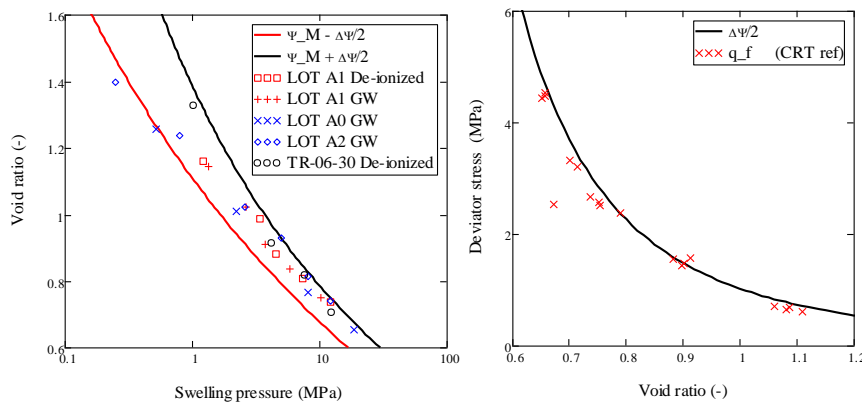 1.6
1.4
1.2
1
0.8
0.6
0.1
1
10
100
Void ratio (-)
Swelling pressure (MPa)
Ψ_M − ΔΨ/2
Ψ_M + ΔΨ/2
LOT A1 De-ionized
LOT A1 GW
LOT A0 GW
LOT A2 GW
TR-06-30 De-ionized
6
4
2
0
0.6
0.7
0.8
0.9
1
1.1
1.2
Deviator stress (MPa)
Void ratio (-)
ΔΨ/2
q_f (CRT ref)